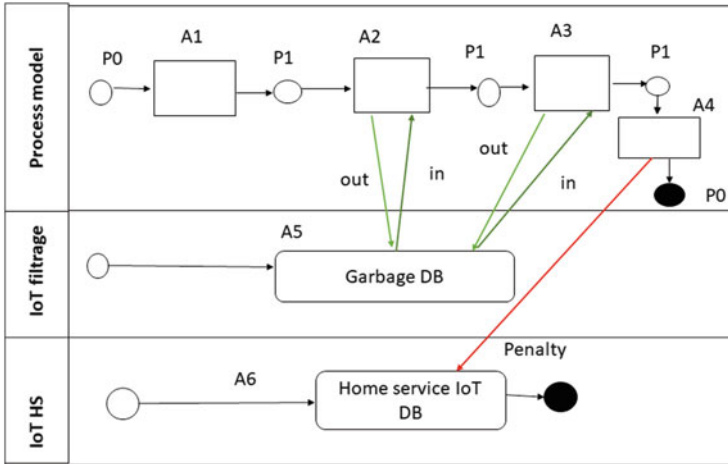 Process model
P0
A1
P1
A2
P1
A3
P1
A4
out
in
out
in
P0
IoT filtrage
A5
Garbage DB
IoT HS
A6
Home service IoT
DB
Penalty